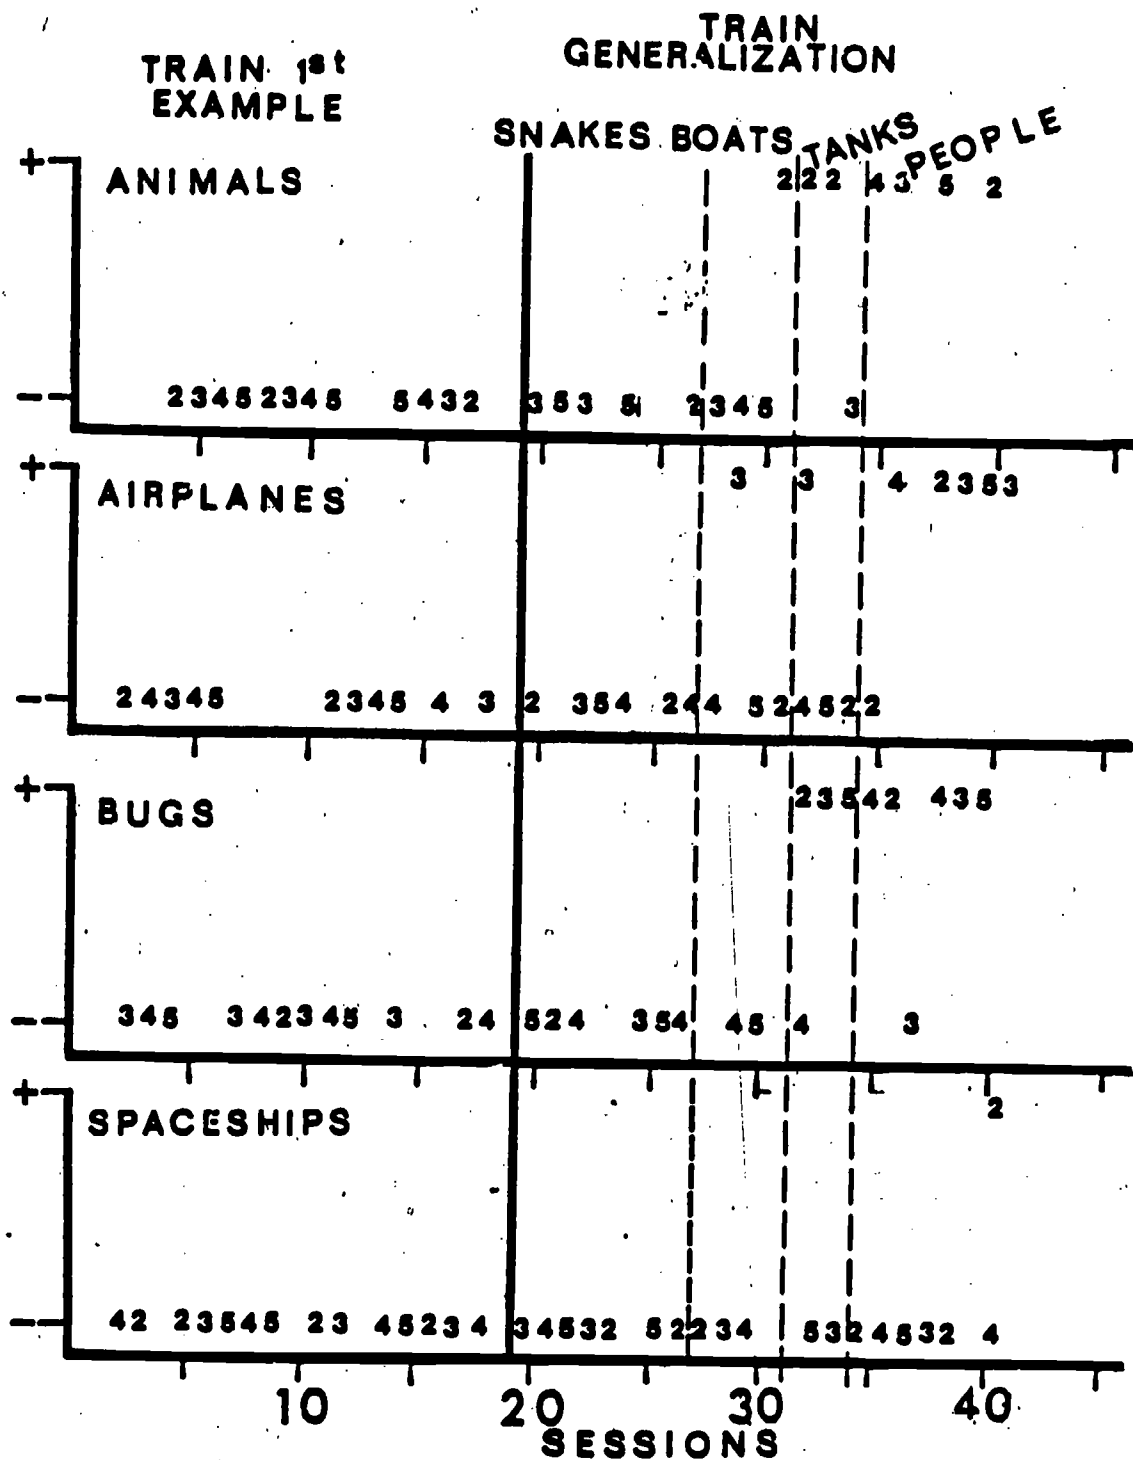 TRAIN 1st
EXAMPLE
TRAIN
GENERALIZATION
SNAKES BOATS TANKS PEOPLE
+
ANIMALS
2 2 2 4 3 5 2
-- 2 3 4 5 2 3 4 5 5 4 3 2 3 5 3 5 2 3 4 5 3
+
AIRPLANES
3 3 4 2 3 5 3
-- 2 4 3 4 5 2 3 4 5 4 3 2 3 5 4 2 4 4 5 2 4 5 2 2
+
BUGS
2 3 5 4 2 4 3 5
-- 3 4 5 3 4 2 3 4 5 3 2 4 5 2 4 3 5 4 4 5 4 3
+
SPACESHIPS
2
-- 4 2 2 3 5 4 5 2 3 4 5 2 3 4 3 4 5 3 2 5 2 2 3 4 5 3 2 4 5 3 2 4
10 20 30 40
SESSIONS